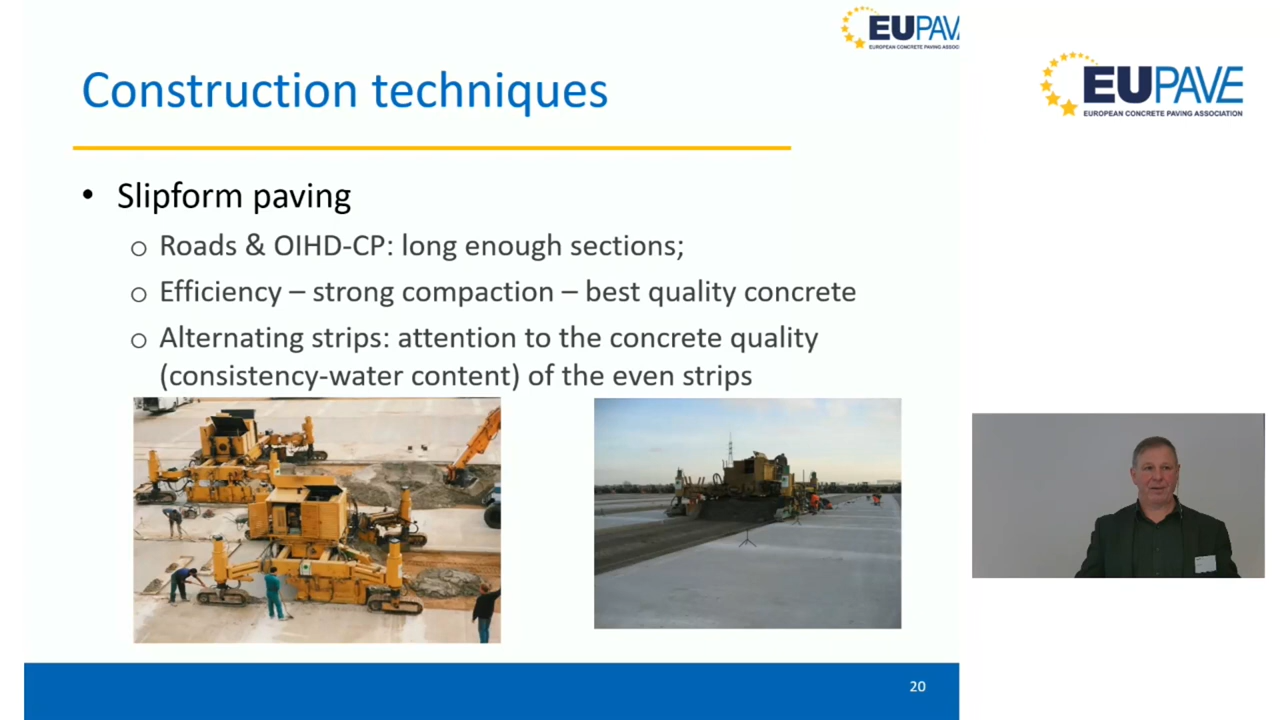 EUPAV
EUROPEAN CONCRETE PAVING ASSO
EUPAVE
EUROPEAN CONCRETE PAVING ASSOCIATION
Construction techniques
• Slipform paving
o Roads & OIHD-CP: long enough sections;
o Efficiency – strong compaction – best quality concrete
o Alternating strips: attention to the concrete quality
(consistency-water content) of the even strips
20